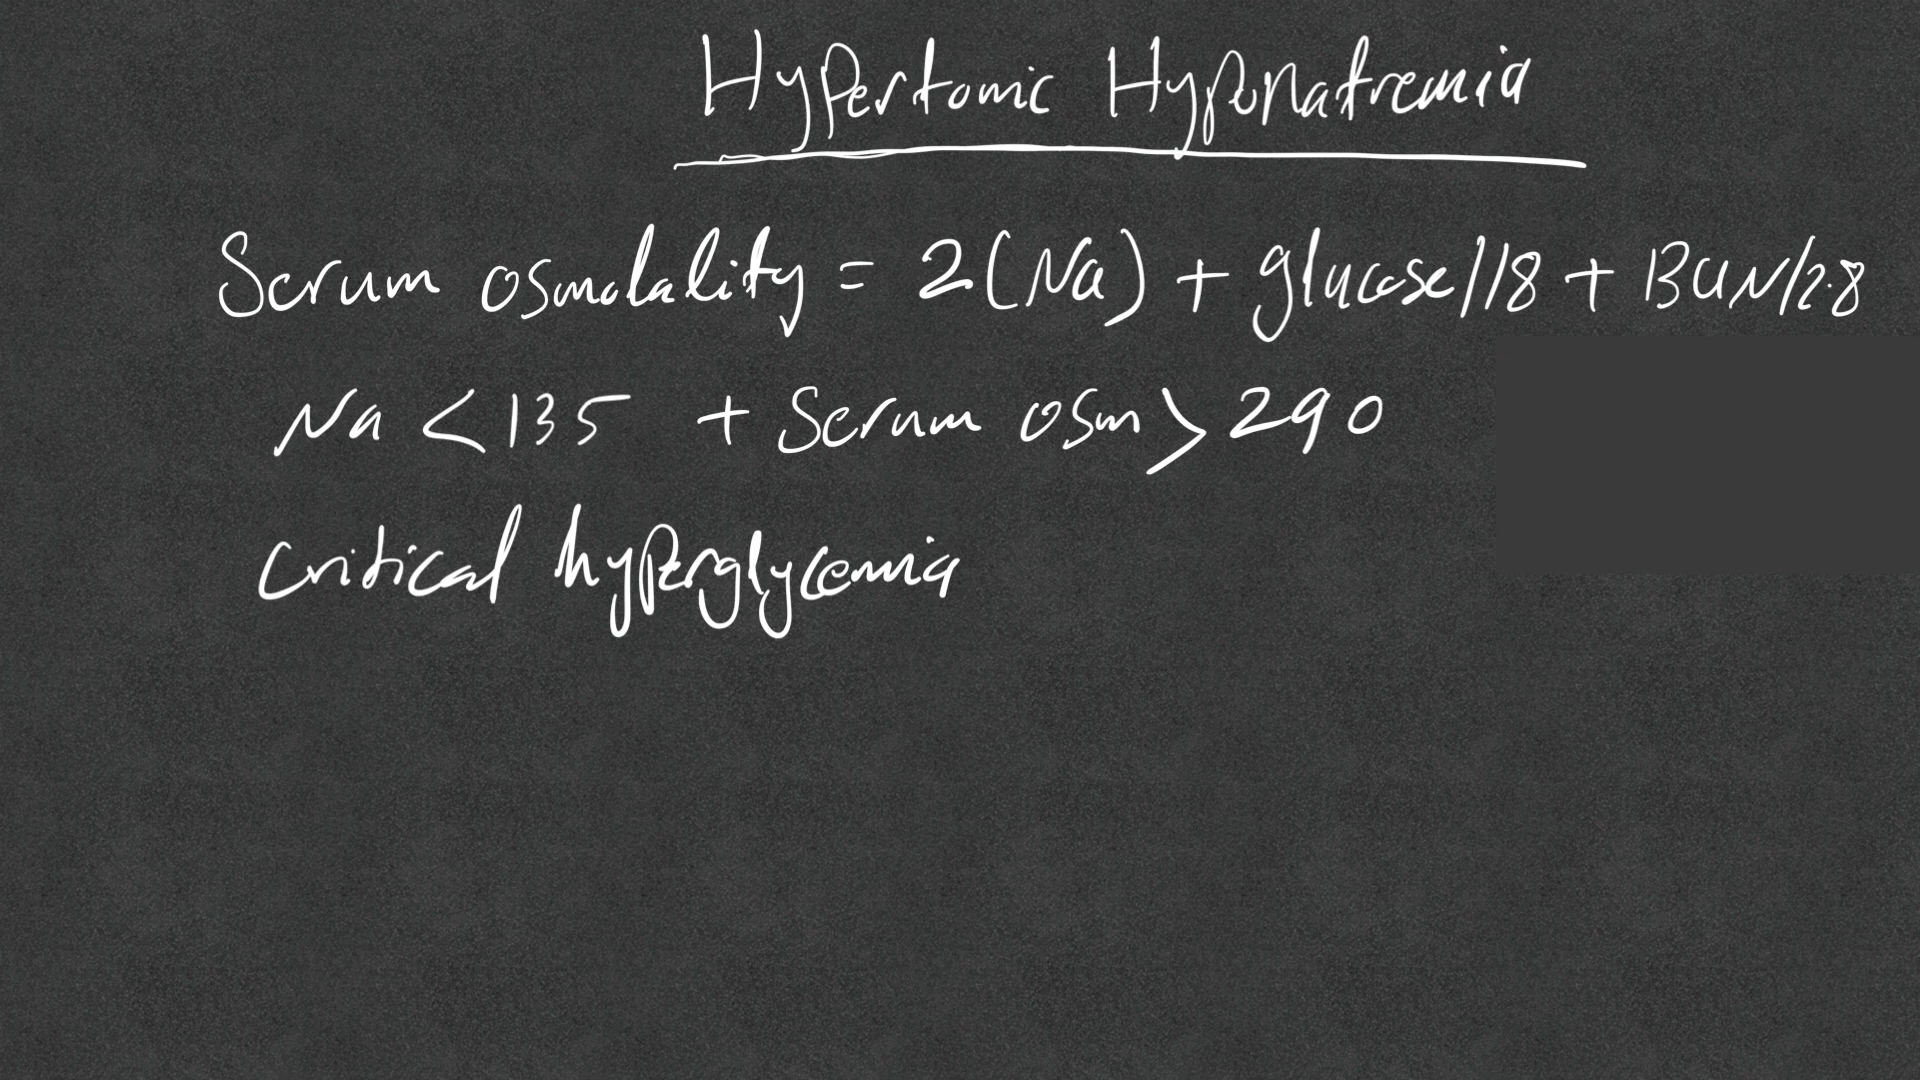 Hypertonic Hyponatremia
Serum osmolality = 2(Na) + glucose/18 + BUN/2.8
Na < 135 + Serum osm > 290
Critical hyperglycemia